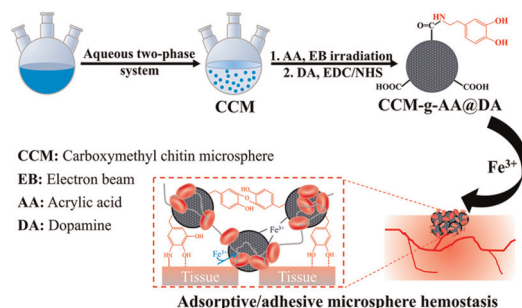 Aqueous two-phase
system
CCM
1. AA, EB irradiation
2. DA, EDC/NHS
O=C-NH
OH
OH
HOOC
COOH
CCM-g-AA@DA
Fe³⁺
CCM: Carboxymethyl chitin microsphere
EB: Electron beam
AA: Acrylic acid
DA: Dopamine
Fe³⁺
Fe³⁺
Tissue
Tissue
Adsorptive/adhesive microsphere hemostasis